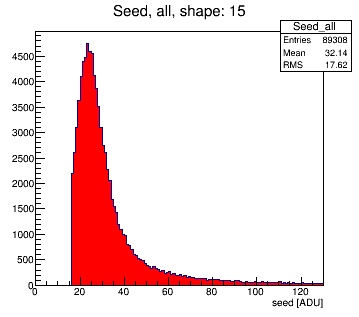 Seed, all, shape: 15
Seed_all
Entries 89308
Mean 32.14
RMS 17.62
4500
4000
3500
3000
2500
2000
1500
1000
500
0
0 20 40 60 80 100 120
seed [ADU]